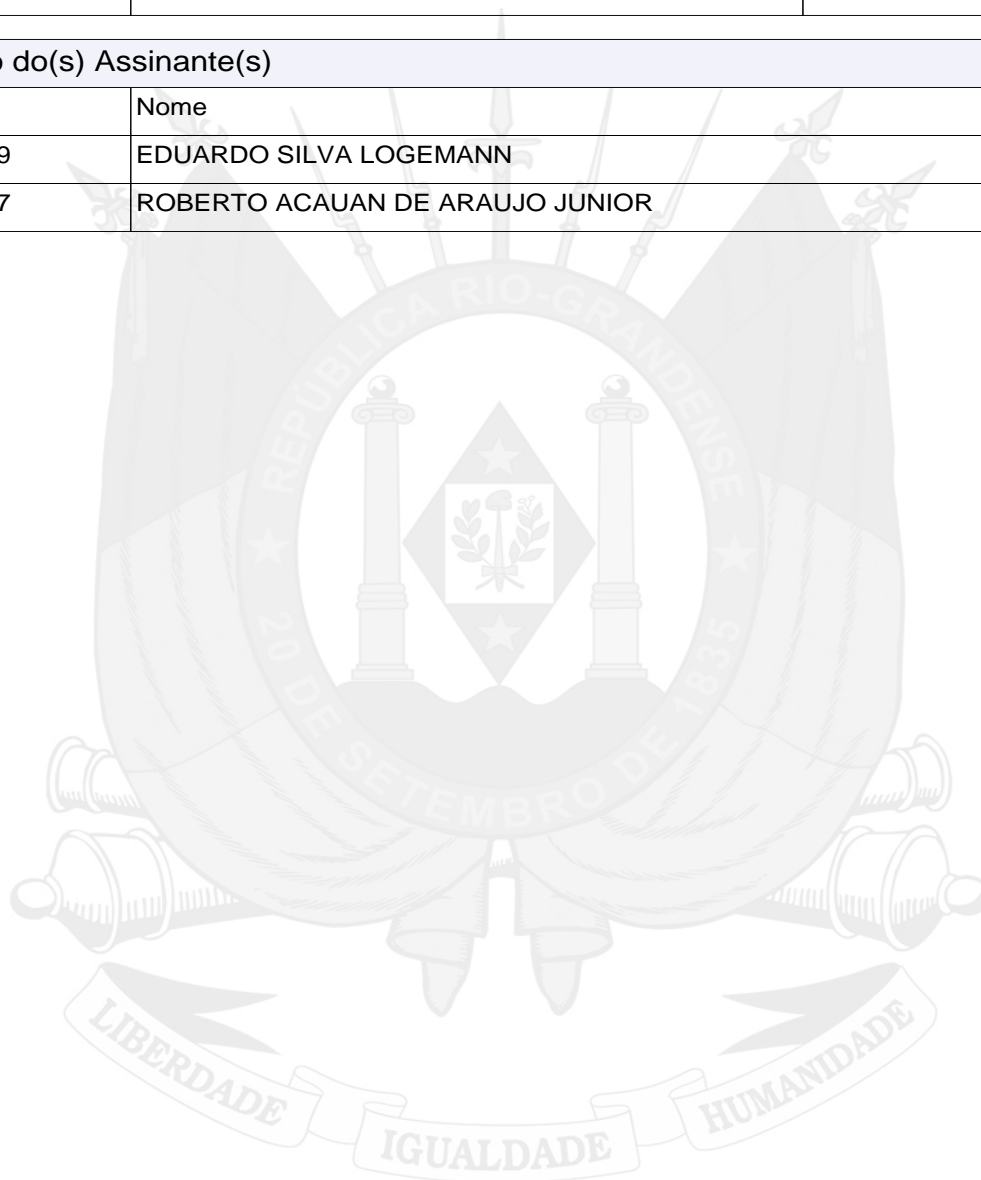 o do(s) Assinante(s)
Nome
9 EDUARDO SILVA LOGEMANN
7 ROBERTO ACAUAN DE ARAUJO JUNIOR
REPÚBLICA RIO-GRANDENSE
★ 20 DE SETEMBRO DE 1835 ★
LIBERDADE IGUALDADE HUMANIDADE